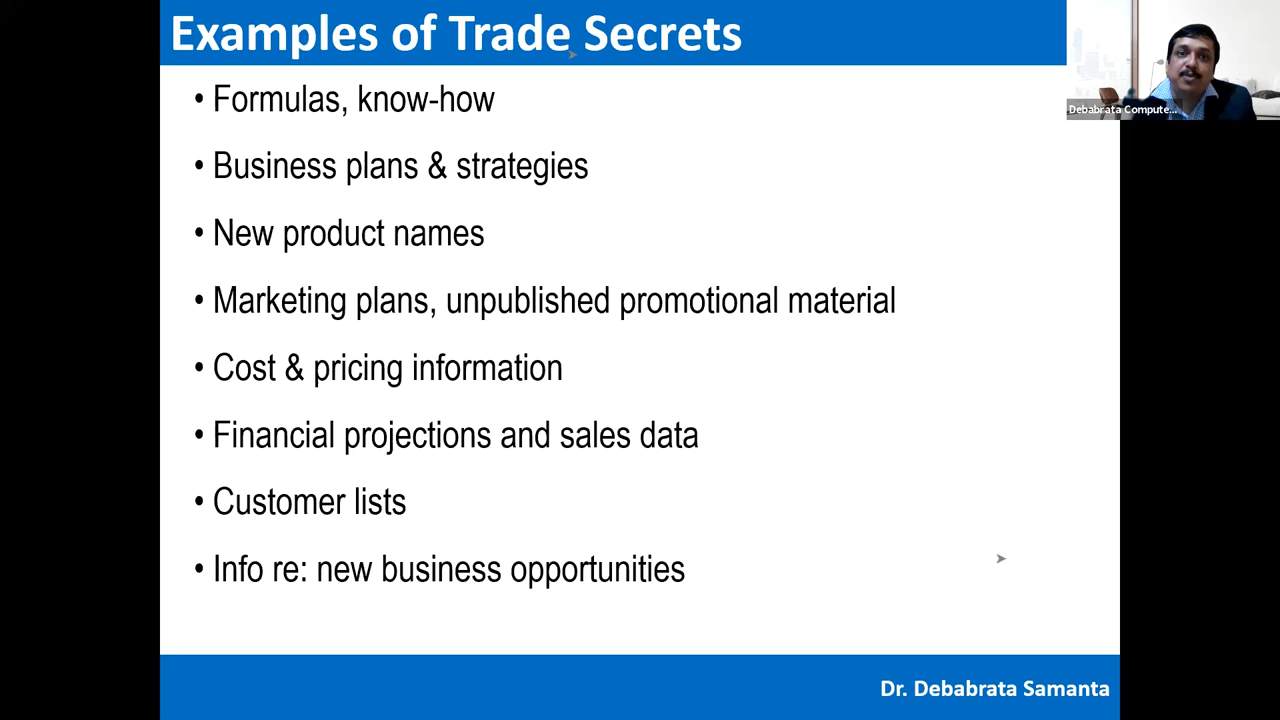 Examples of Trade Secrets
Debabrata Compute...
• Formulas, know-how
• Business plans & strategies
• New product names
• Marketing plans, unpublished promotional material
• Cost & pricing information
• Financial projections and sales data
• Customer lists
• Info re: new business opportunities
Dr. Debabrata Samanta